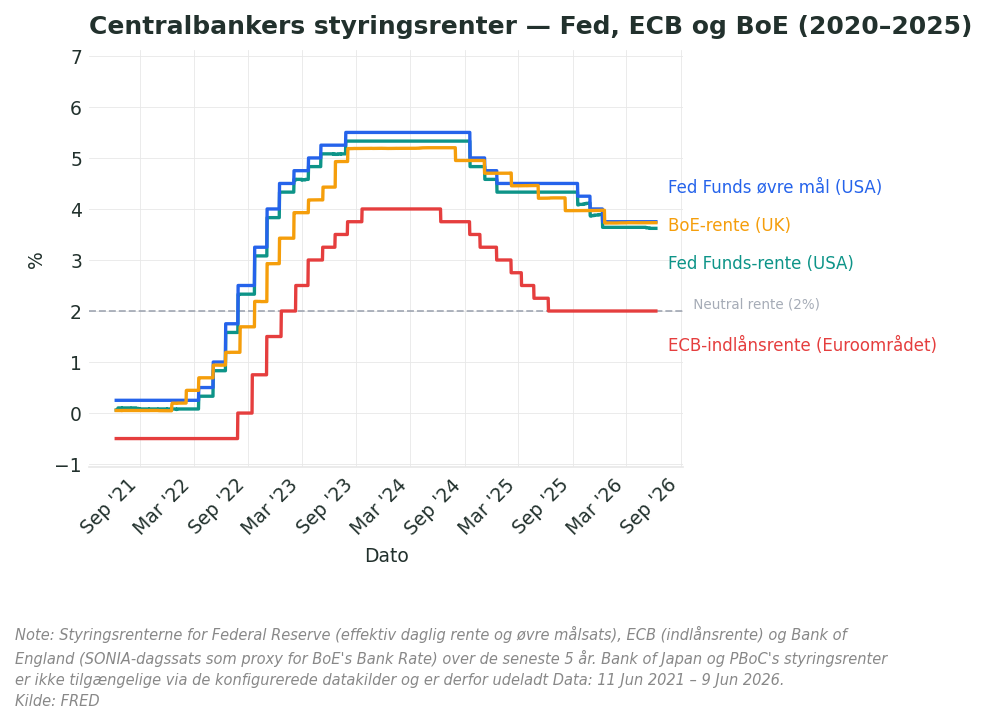 Centralbankers styringsrenter — Fed, ECB og BoE (2020–2025)
7
6
5
4
3
2
1
0
−1
%
Fed Funds øvre mål (USA)
BoE-rente (UK)
Fed Funds-rente (USA)
Neutral rente (2%)
ECB-indlånsrente (Euroområdet)
Sep '21
Mar '22
Sep '22
Mar '23
Sep '23
Mar '24
Sep '24
Mar '25
Sep '25
Mar '26
Sep '26
Dato
Note: Styringsrenterne for Federal Reserve (effektiv daglig rente og øvre målsats), ECB (indlånsrente) og Bank of
England (SONIA-dagssats som proxy for BoE's Bank Rate) over de seneste 5 år. Bank of Japan og PBoC's styringsrenter
er ikke tilgængelige via de konfigurerede datakilder og er derfor udeladt Data: 11 Jun 2021 – 9 Jun 2026.
Kilde: FRED